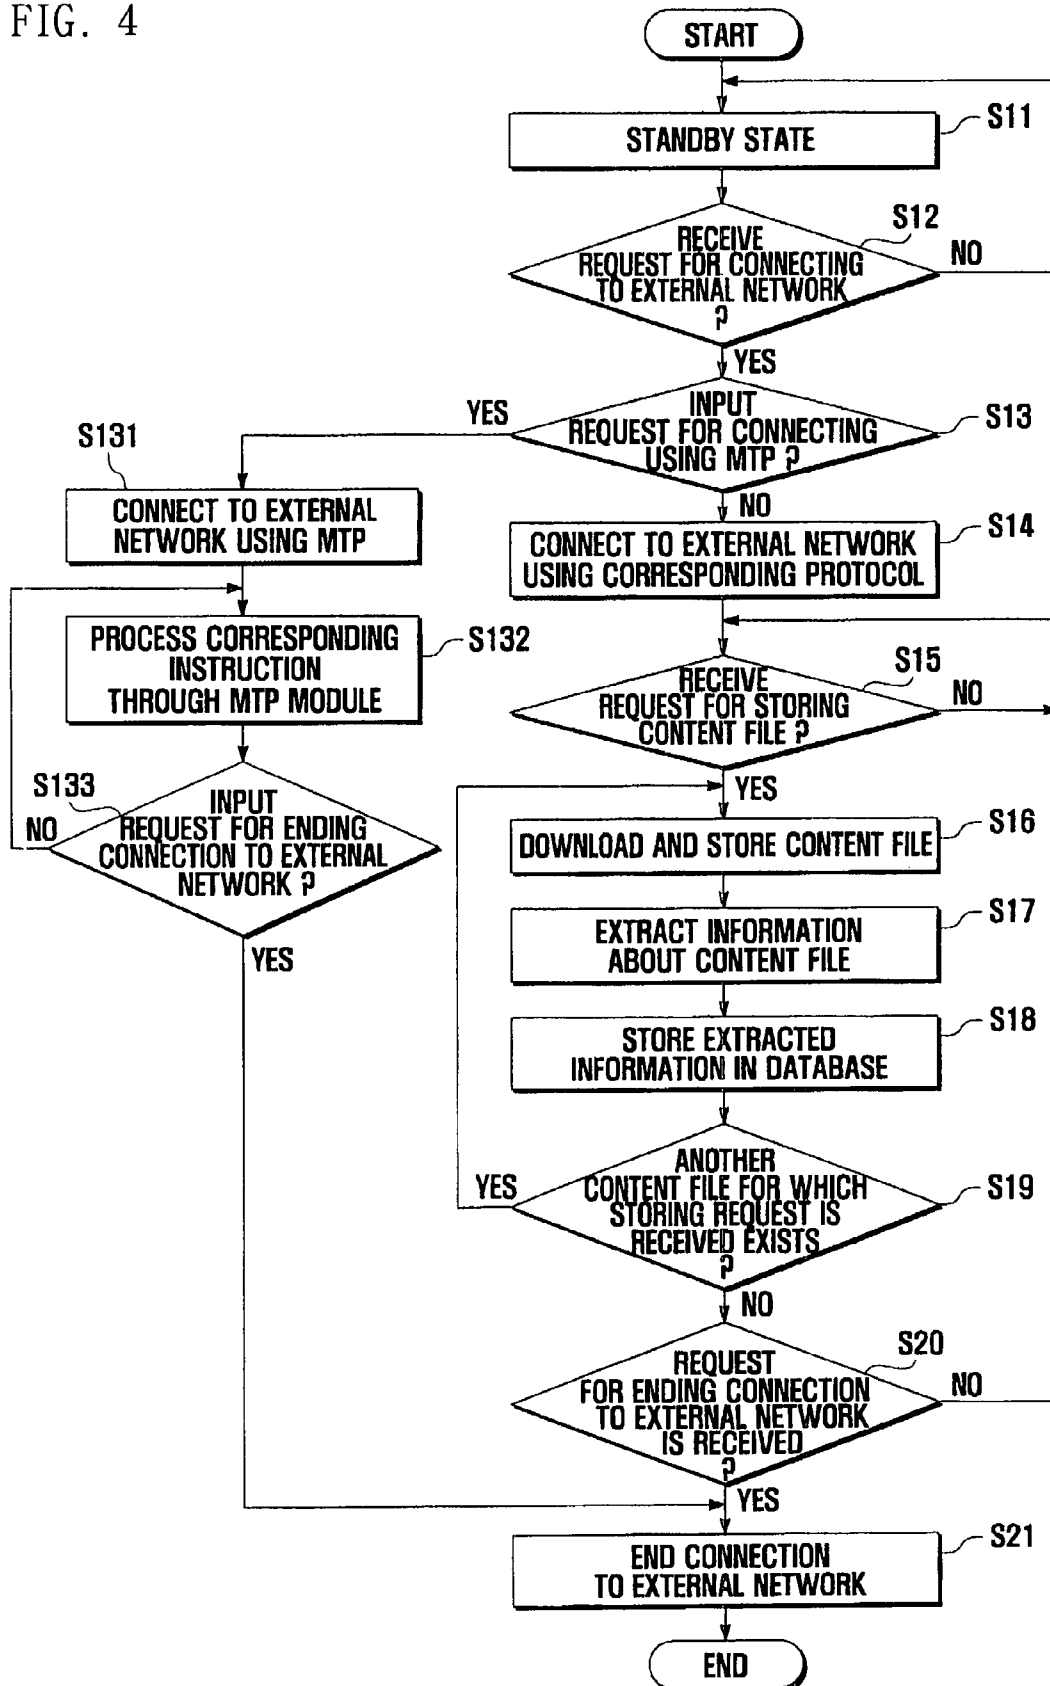 FIG. 4
START
STANDBY STATE
S11
RECEIVE
REQUEST FOR CONNECTING
TO EXTERNAL NETWORK
?
S12
NO
YES
INPUT
REQUEST FOR CONNECTING
USING MTP ?
S13
YES
NO
S131
CONNECT TO EXTERNAL
NETWORK USING MTP
CONNECT TO EXTERNAL NETWORK
USING CORRESPONDING PROTOCOL
S14
PROCESS CORRESPONDING
INSTRUCTION
THROUGH MTP MODULE
S132
RECEIVE
REQUEST FOR STORING
CONTENT FILE ?
S15
NO
YES
S133
INPUT
REQUEST FOR ENDING
CONNECTION TO EXTERNAL
NETWORK ?
NO
YES
DOWNLOAD AND STORE CONTENT FILE
S16
EXTRACT INFORMATION
ABOUT CONTENT FILE
S17
STORE EXTRACTED
INFORMATION IN DATABASE
S18
ANOTHER
CONTENT FILE FOR WHICH
STORING REQUEST IS
RECEIVED EXISTS
?
S19
YES
NO
REQUEST
FOR ENDING CONNECTION
TO EXTERNAL NETWORK
IS RECEIVED
?
S20
NO
YES
END CONNECTION
TO EXTERNAL NETWORK
S21
END